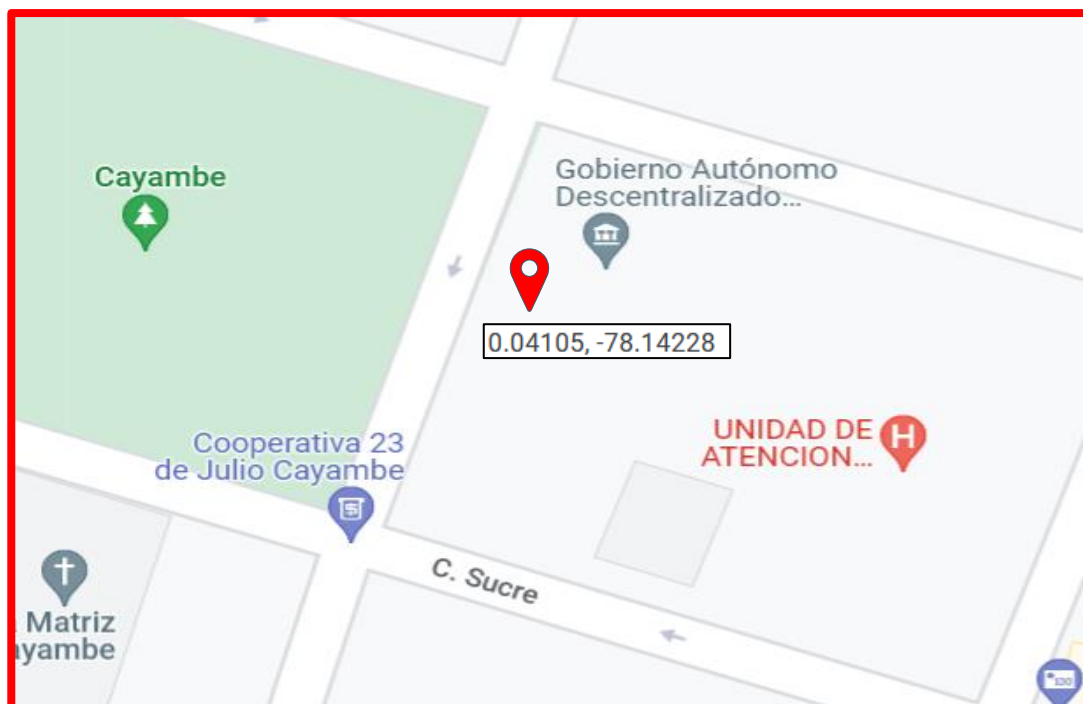 Cayambe
Gobierno Autónomo
Descentralizado...
0.04105, -78.14228
UNIDAD DE
ATENCION...
H
Cooperativa 23
de Julio Cayambe
$
C. Sucre
Matriz
ayambe